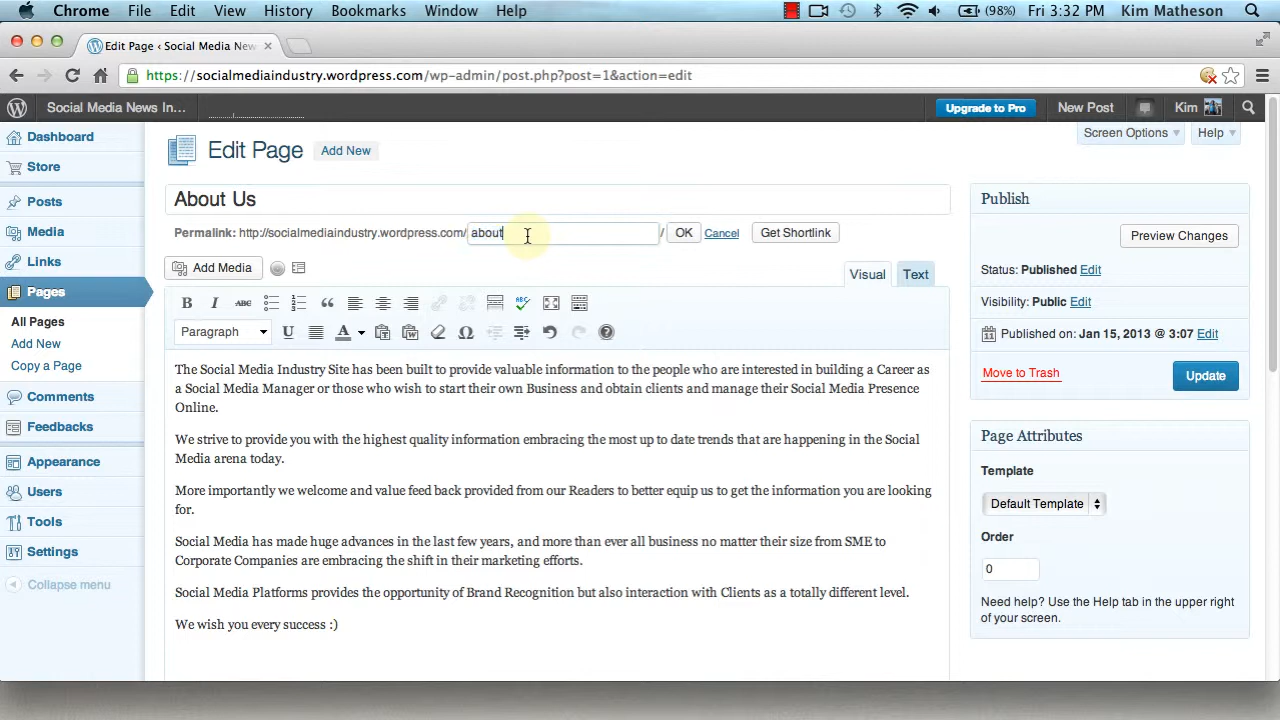 Chrome File Edit View History Bookmarks Window Help (98%) Fri 3:32 PM Kim Matheson
Edit Page ‹ Social Media New
https://socialmediaindustry.wordpress.com/wp-admin/post.php?post=1&action=edit
Social Media News In... Upgrade to Pro New Post Kim
Dashboard
Store
Posts
Media
Links
Pages
All Pages
Add New
Copy a Page
Comments
Feedbacks
Appearance
Users
Tools
Settings
Collapse menu
Screen Options Help
Edit Page Add New
About Us
Permalink: http://socialmediaindustry.wordpress.com/ about / OK Cancel Get Shortlink
Add Media
Visual Text
B I ABC ABC
Paragraph U A Ω ?
The Social Media Industry Site has been built to provide valuable information to the people who are interested in building a Career as
a Social Media Manager or those who wish to start their own Business and obtain clients and manage their Social Media Presence
Online.
We strive to provide you with the highest quality information embracing the most up to date trends that are happening in the Social
Media arena today.
More importantly we welcome and value feed back provided from our Readers to better equip us to get the information you are looking
for.
Social Media has made huge advances in the last few years, and more than ever all business no matter their size from SME to
Corporate Companies are embracing the shift in their marketing efforts.
Social Media Platforms provides the opportunity of Brand Recognition but also interaction with Clients as a totally different level.
We wish you every success :)
Publish
Preview Changes
Status: Published Edit
Visibility: Public Edit
Published on: Jan 15, 2013 @ 3:07 Edit
Move to Trash Update
Page Attributes
Template
Default Template
Order
0
Need help? Use the Help tab in the upper right
of your screen.